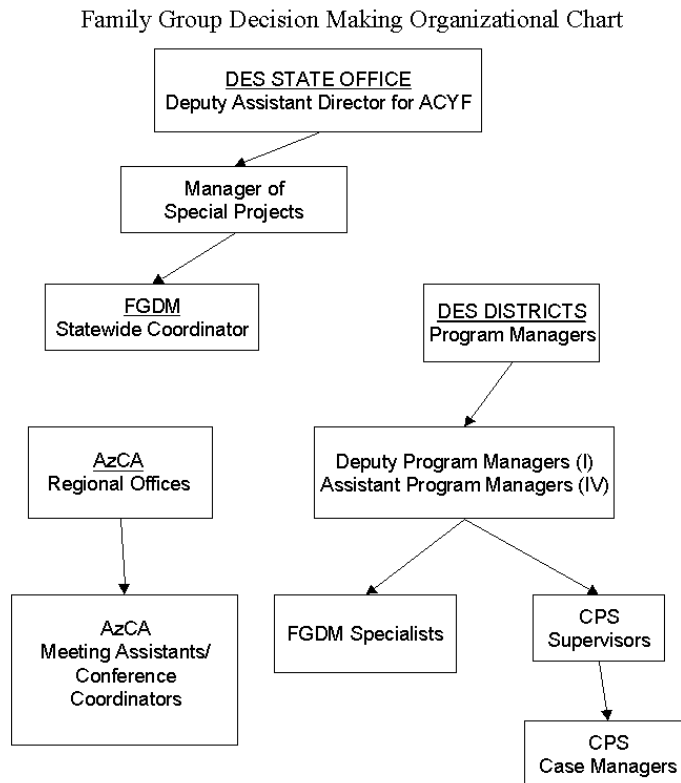 Family Group Decision Making Organizational Chart
DES STATE OFFICE
Deputy Assistant Director for ACYF
Manager of
Special Projects
FGDM
Statewide Coordinator
DES DISTRICTS
Program Managers
AzCA
Regional Offices
Deputy Program Managers (I)
Assistant Program Managers (IV)
AzCA
Meeting Assistants/
Conference
Coordinators
FGDM Specialists
CPS
Supervisors
CPS
Case Managers